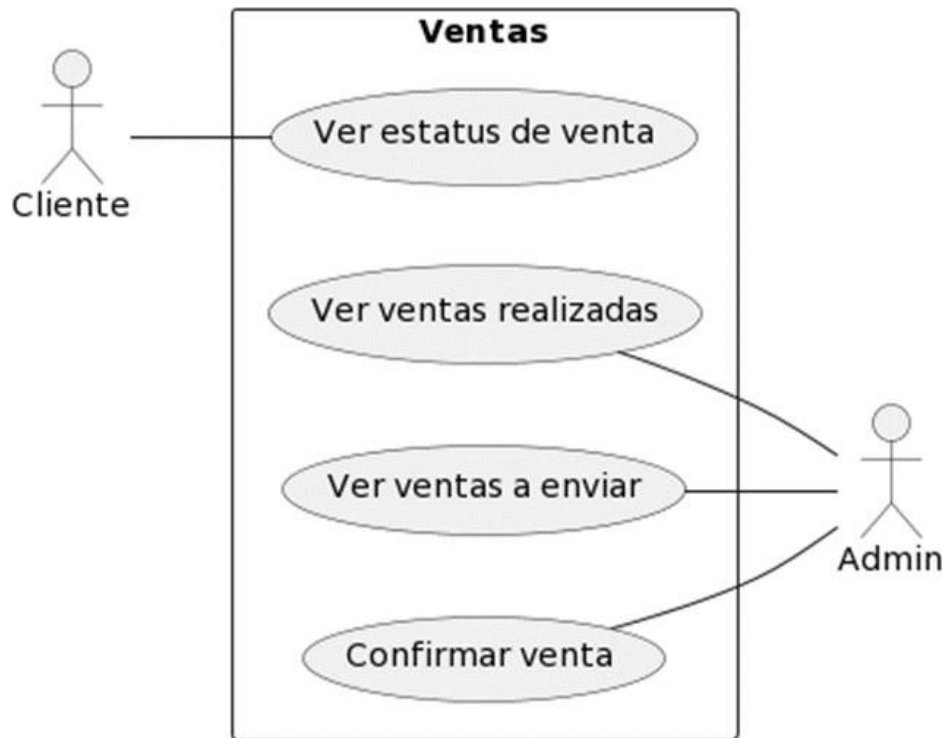 Ventas
Ver estatus de venta
Cliente
Ver ventas realizadas
Ver ventas a enviar
Admin
Confirmar venta